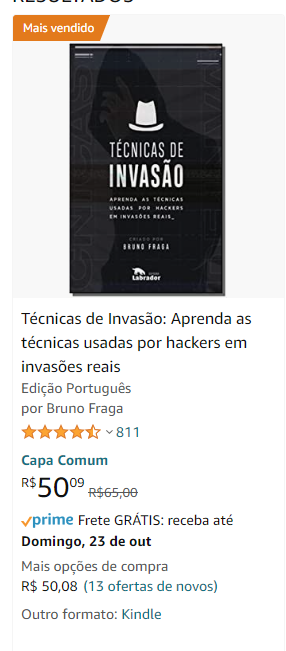 RESULTADOS
Mais vendido
TÉCNICAS DE
INVASÃO
APRENDA AS TÉCNICAS
USADAS POR HACKERS
EM INVASÕES REAIS_
CRIADO POR
BRUNO FRAGA
Labrador
Técnicas de Invasão: Aprenda as
técnicas usadas por hackers em
invasões reais
Edição Português
por Bruno Fraga
811
Capa Comum
R$5009 R$65,00
prime Frete GRÁTIS: receba até
Domingo, 23 de out
Mais opções de compra
R$ 50,08 (13 ofertas de novos)
Outro formato: Kindle